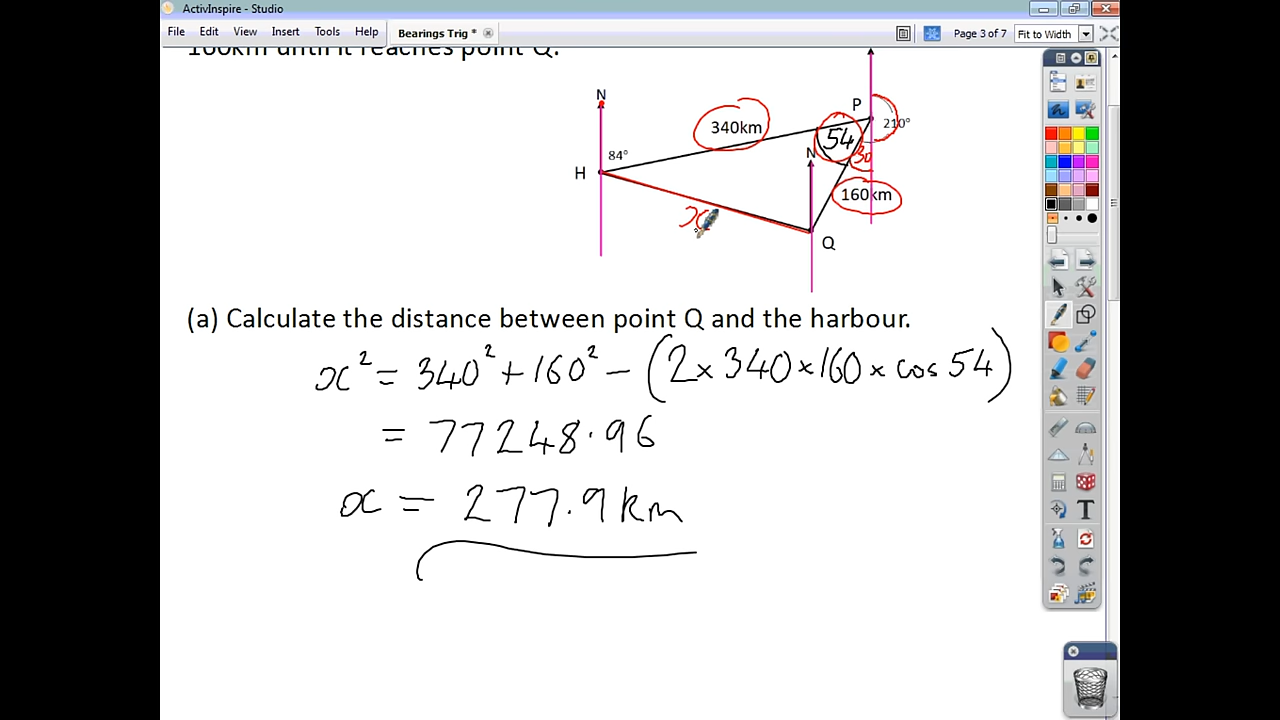 ActivInspire - Studio
File Edit View Insert Tools Help Bearings Trig * Page 3 of 7 Fit to Width
160km until it reaches point Q.
N
P
340km
54
210°
84°
N
30
H
160km
x
Q
(a) Calculate the distance between point Q and the harbour.
x² = 340² + 160² - (2 × 340 × 160 × cos 54)
= 77248.96
x = 277.9km